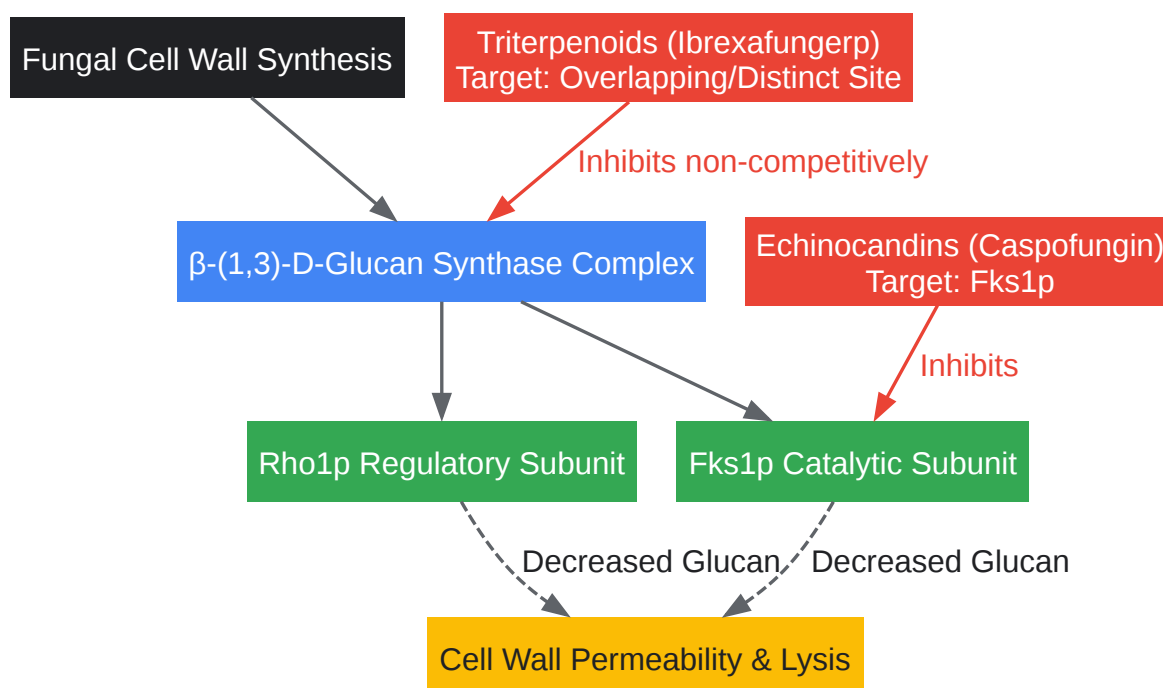 Fungal Cell Wall Synthesis
Triterpenoids (Ibrexafungerp)
Target: Overlapping/Distinct Site
Inhibits non-competitively
β-(1,3)-D-Glucan Synthase Complex
Echinocandins (Caspofungin)
Target: Fks1p
Inhibits
Rho1p Regulatory Subunit
Fks1p Catalytic Subunit
Decreased Glucan
Decreased Glucan
Cell Wall Permeability & Lysis